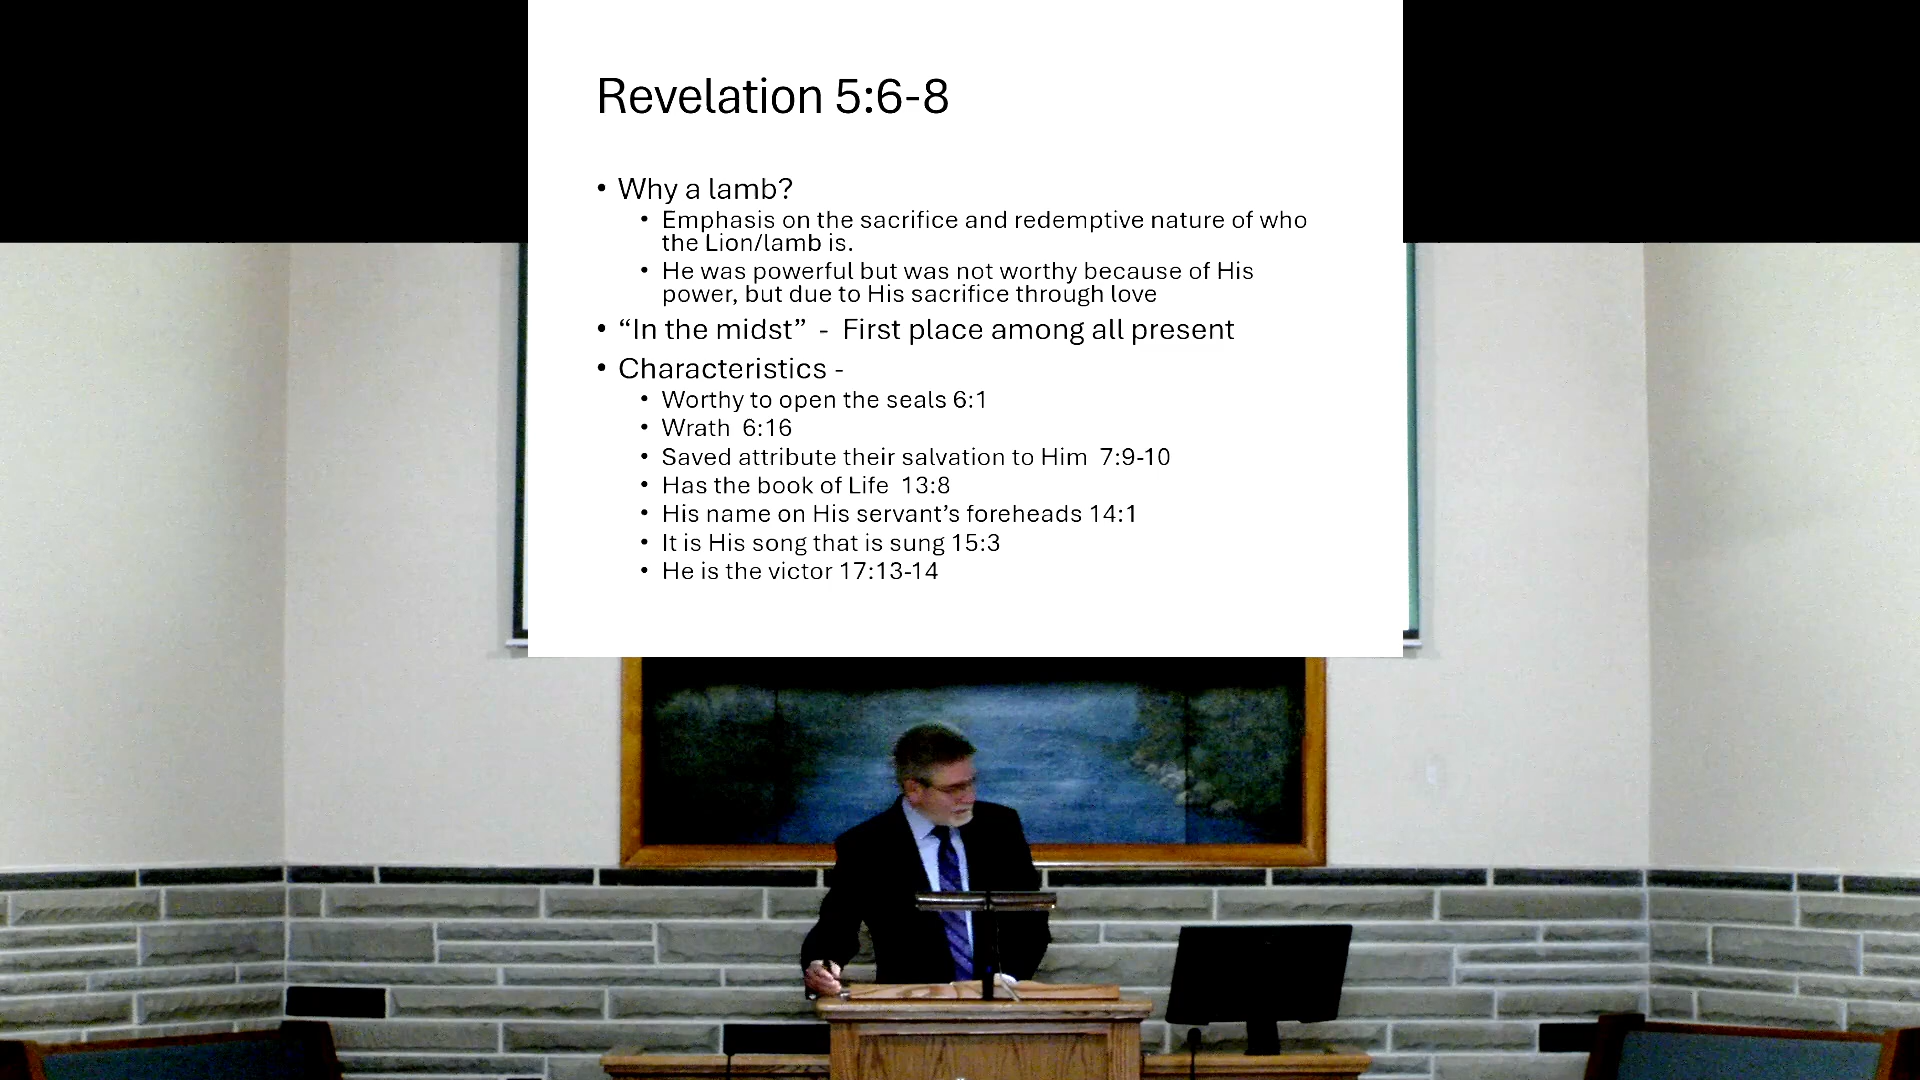 Revelation 5:6-8
• Why a lamb?
• Emphasis on the sacrifice and redemptive nature of who
the Lion/lamb is.
• He was powerful but was not worthy because of His
power, but due to His sacrifice through love
• “In the midst” - First place among all present
• Characteristics -
• Worthy to open the seals 6:1
• Wrath 6:16
• Saved attribute their salvation to Him 7:9-10
• Has the book of Life 13:8
• His name on His servant’s foreheads 14:1
• It is His song that is sung 15:3
• He is the victor 17:13-14